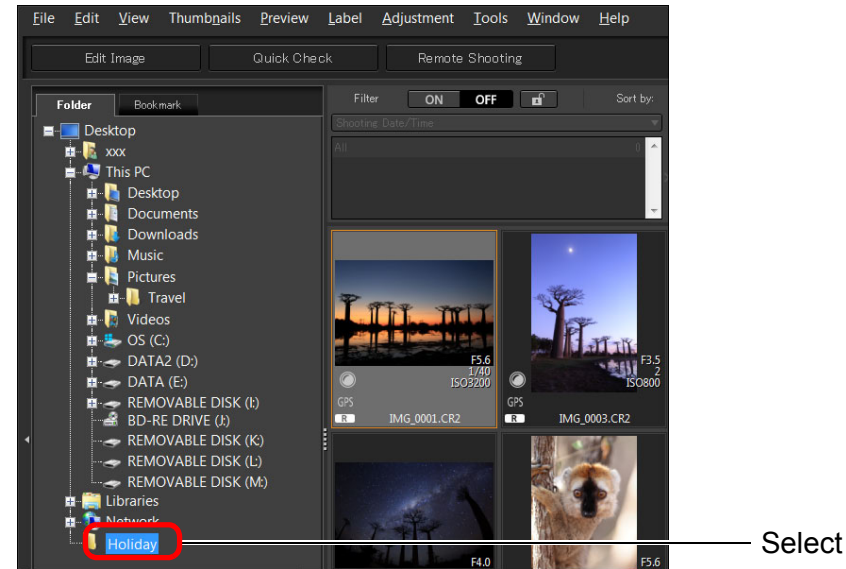 File Edit View Thumbnails Preview Label Adjustment Tools Window Help
Edit Image Quick Check Remote Shooting
Folder Bookmark
Filter ON OFF Sort by:
Shooting Date/Time
All 0
Desktop
xxx
This PC
Desktop
Documents
Downloads
Music
Pictures
Travel
Videos
OS (C:)
DATA2 (D:)
DATA (E:)
REMOVABLE DISK (I:)
BD-RE DRIVE (J:)
REMOVABLE DISK (K:)
REMOVABLE DISK (L:)
REMOVABLE DISK (M:)
Libraries
Network
Holiday
F5.6
1/40
ISO3200
GPS
R IMG_0001.CR2
F3.5
2
ISO800
GPS
R IMG_0003.CR2
F4.0
F5.6
Select